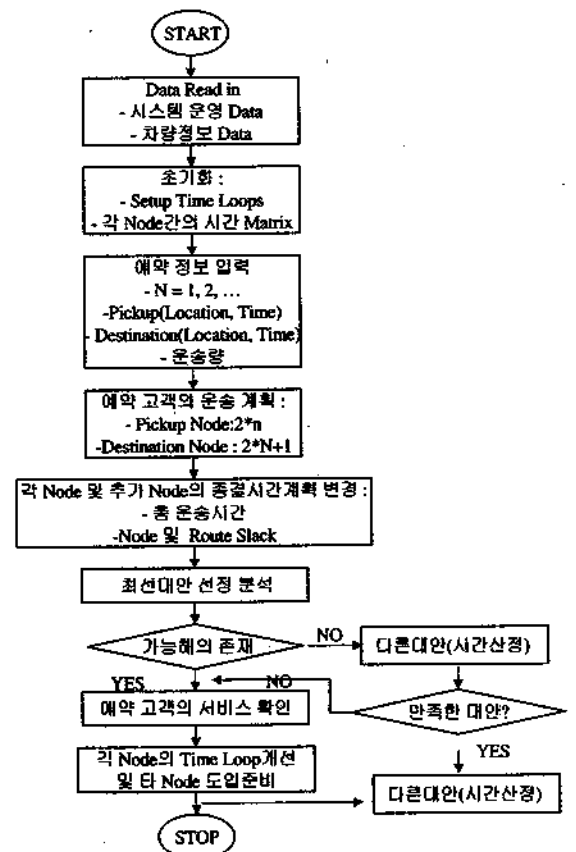 START
Data Read in
- 시스템 운영 Data
- 차량정보 Data
초기화 :
- Setup Time Loops
- 각 Node간의 시간 Matrix
예약 정보 입력
- N = 1, 2, ...
-Pickup(Location, Time)
- Destination(Location, Time)
- 운송량
예약 고객의 운송 계획 :
- Pickup Node:2*n
-Destination Node : 2*N+1
각 Node 및 추가 Node의 종결시간계획 변경 :
- 총 운송시간
-Node 및 Route Slack
최선대안 선정 분석
가능해의 존재
NO
다른대안(시간산정)
YES
NO
만족한 대안?
예약 고객의 서비스 확인
YES
각 Node의 Time Loop개선
및 타 Node 도입준비
다른대안(시간산정)
STOP